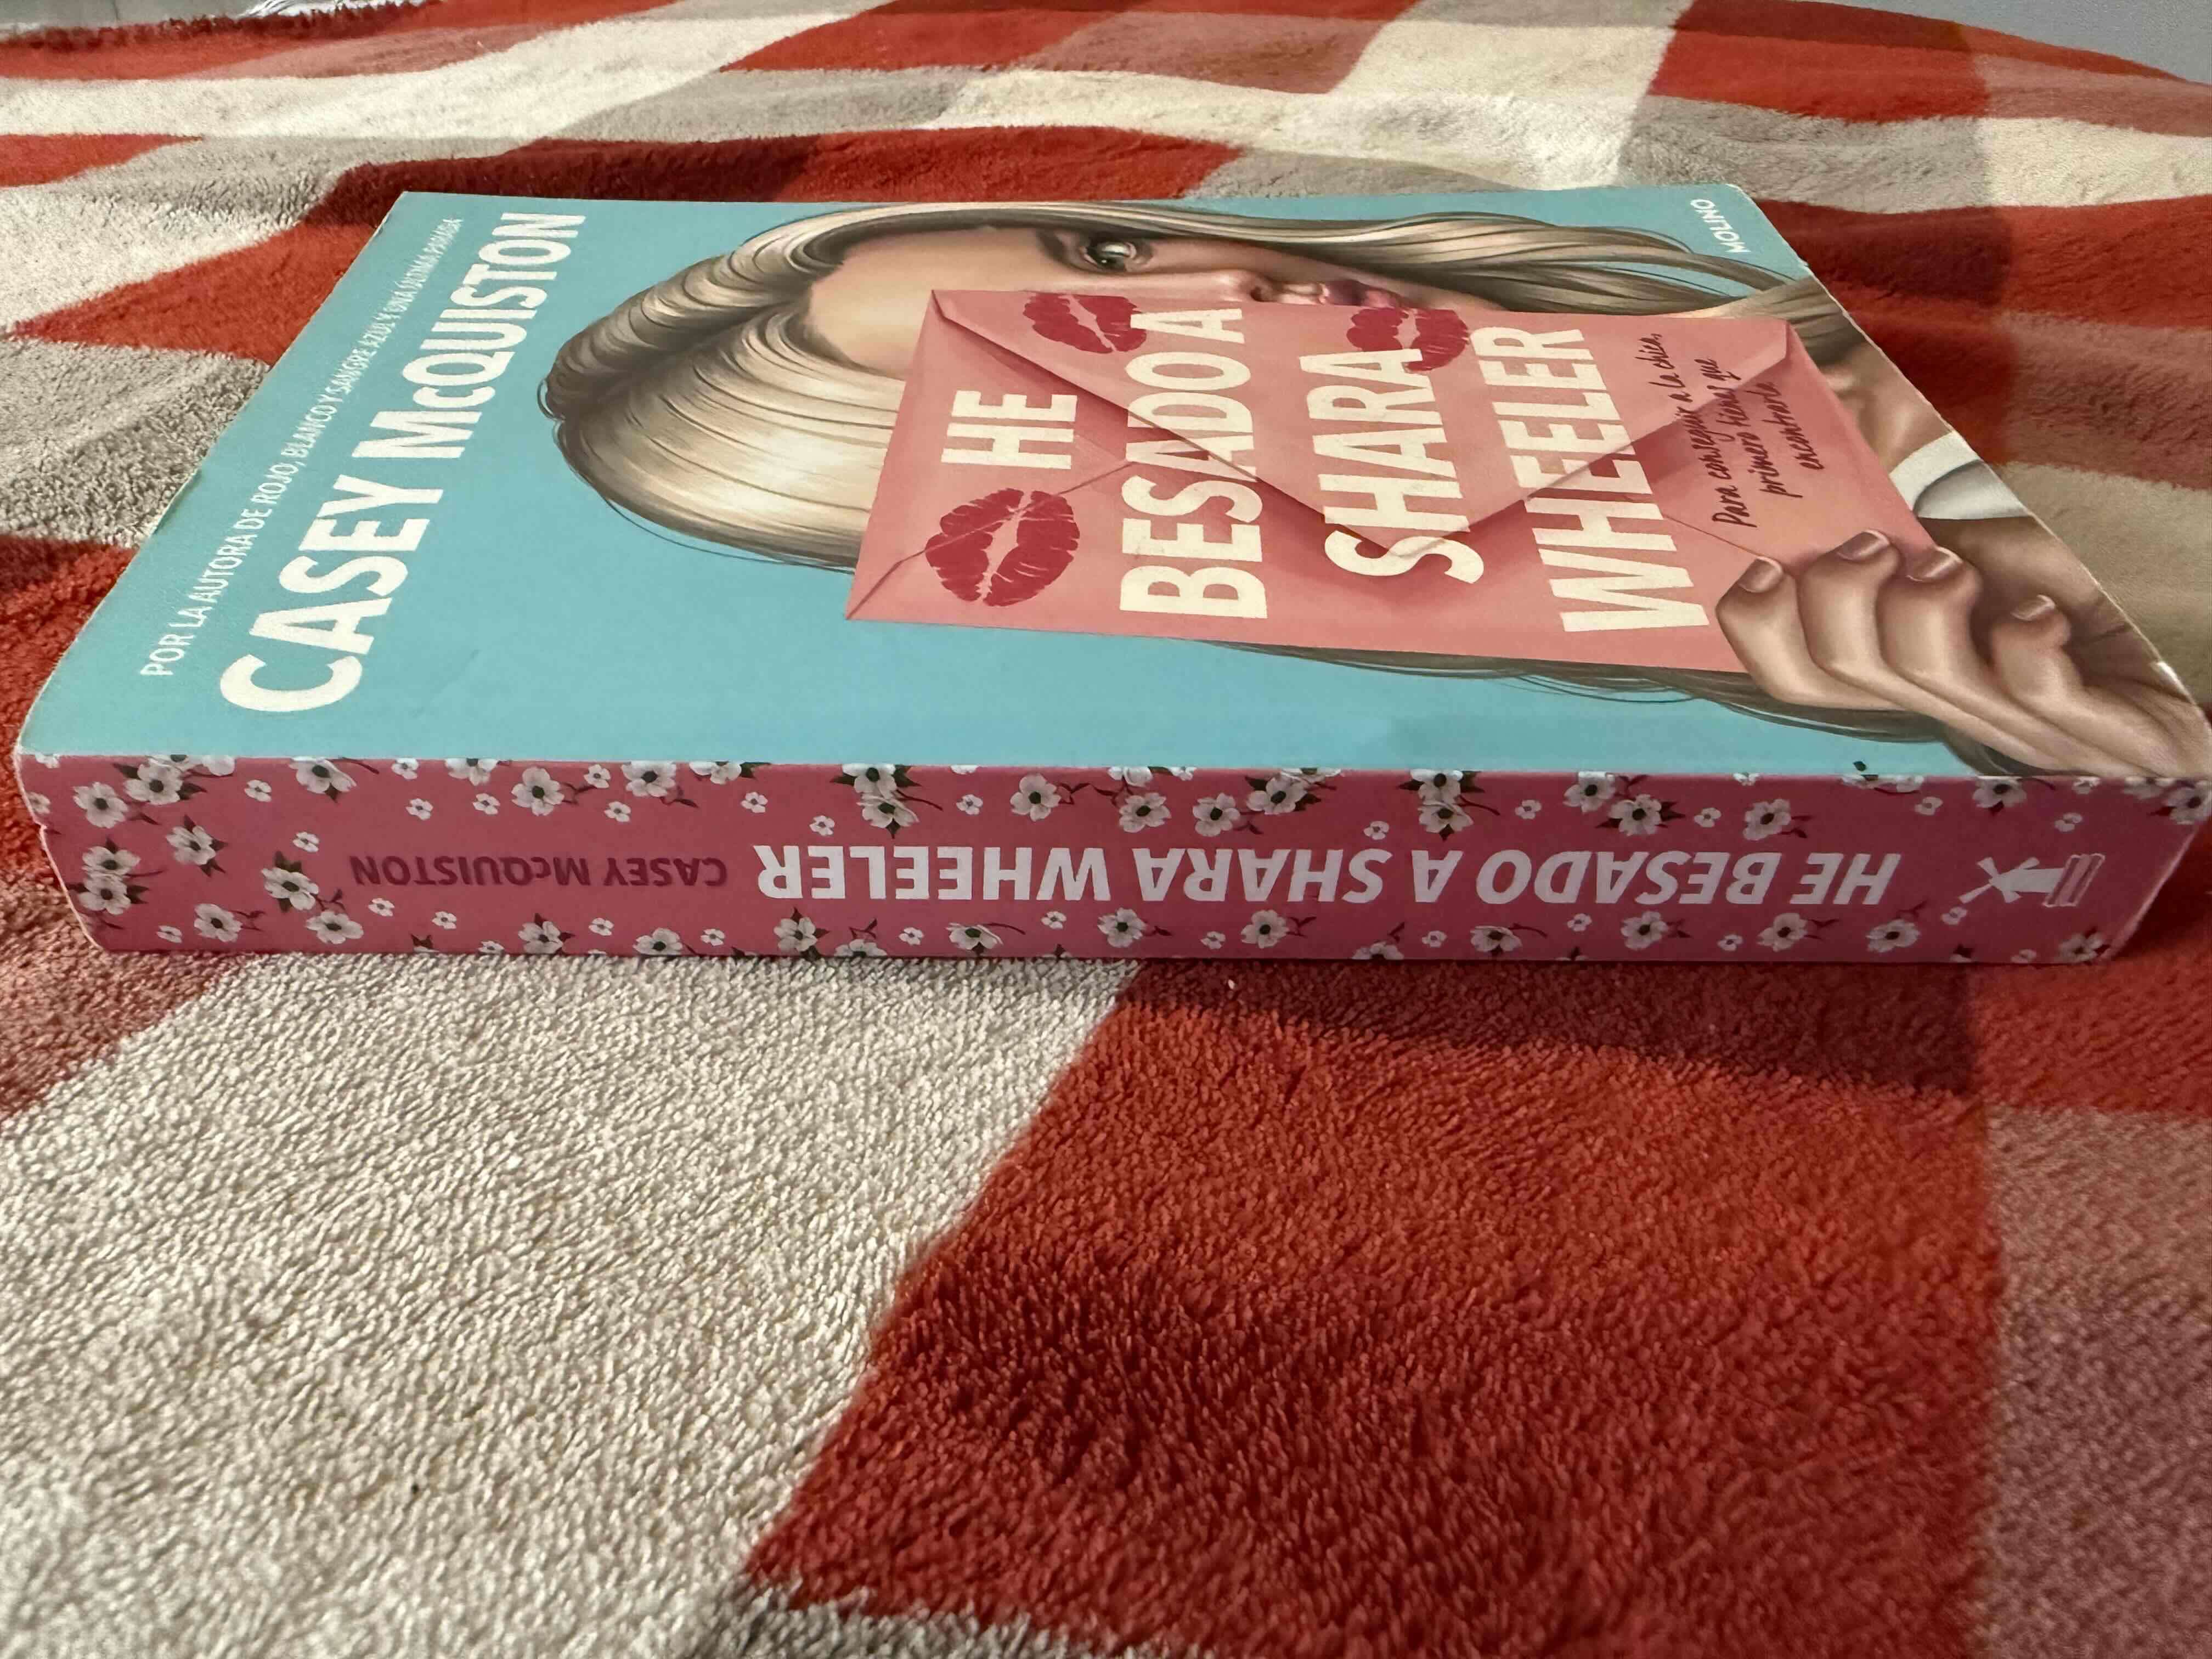 POR LA AUTORA DE ROJO, BLANCO Y SANGRE AZUL Y UNA ÚLTIMA PARADA
CASEY McQUISTON
HE
BESADO A
SHARA
WHEELER
Para conseguir a la chica,
primero tienes que
encontrarla
MOLINO
HE BESADO A SHARA WHEELER CASEY McQUISTON